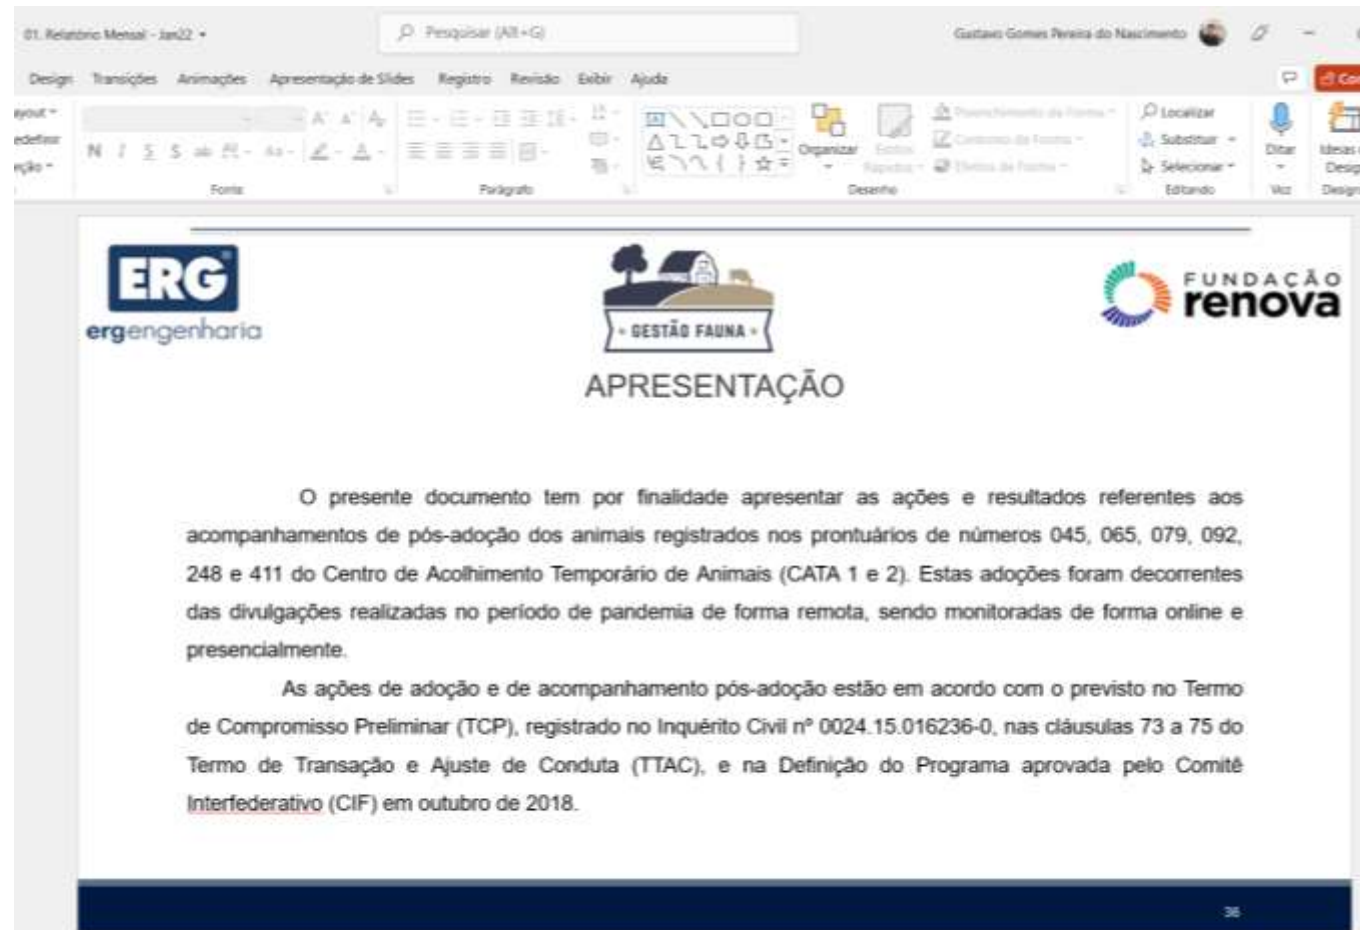 01. Relatório Mensal - Jan22
Pesquisar (Alt+G)
Gustavo Gomes Pereira do Nascimento
Design Transições Animações Apresentação de Slides Registro Revisão Exibir Ajuda
Localizar
Substituir
Organizar
Ditar
Selecionar
Fonte Parágrafo Desenho Editando Voz
ERG
ergengenharia
GESTÃO FAUNA
FUNDAÇÃO
renova
APRESENTAÇÃO
O presente documento tem por finalidade apresentar as ações e resultados referentes aos
acompanhamentos de pós-adoção dos animais registrados nos prontuários de números 045, 065, 079, 092,
248 e 411 do Centro de Acolhimento Temporário de Animais (CATA 1 e 2). Estas adoções foram decorrentes
das divulgações realizadas no período de pandemia de forma remota, sendo monitoradas de forma online e
presencialmente.
As ações de adoção e de acompanhamento pós-adoção estão em acordo com o previsto no Termo
de Compromisso Preliminar (TCP), registrado no Inquérito Civil nº 0024.15.016236-0, nas cláusulas 73 a 75 do
Termo de Transação e Ajuste de Conduta (TTAC), e na Definição do Programa aprovada pelo Comitê
Interfederativo (CIF) em outubro de 2018.
36